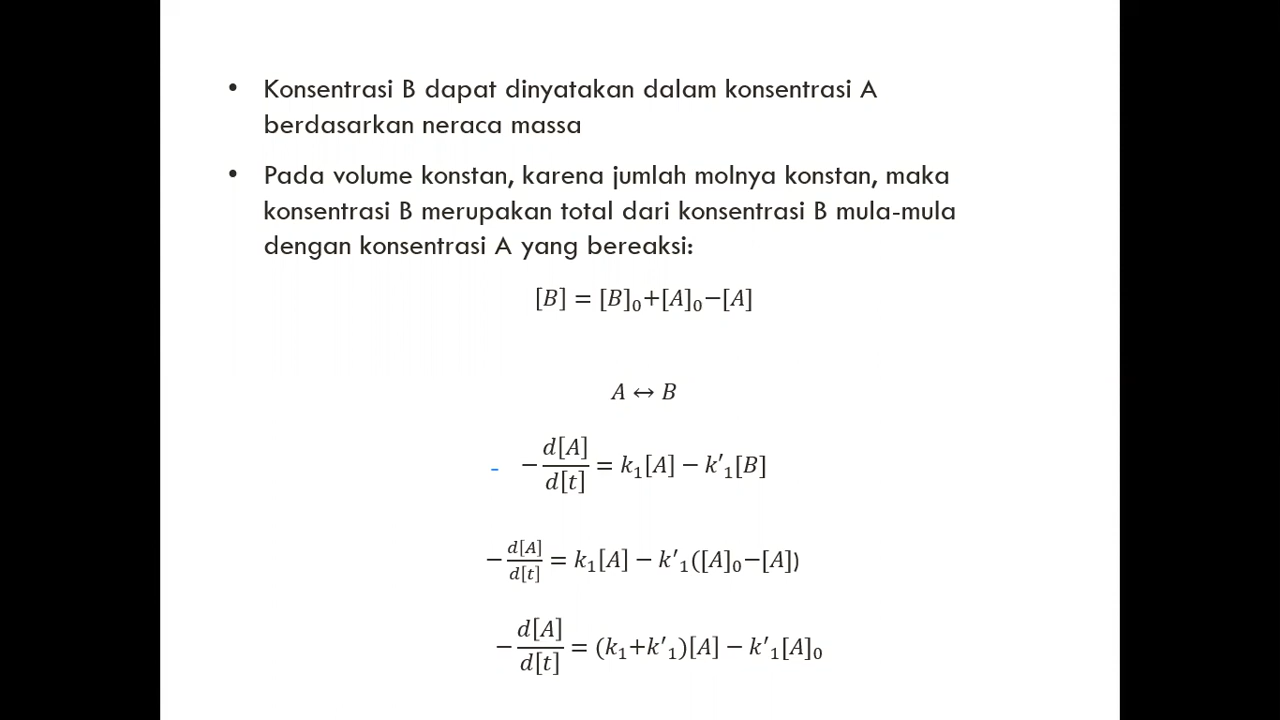 • Konsentrasi B dapat dinyatakan dalam konsentrasi A
berdasarkan neraca massa
• Pada volume konstan, karena jumlah molnya konstan, maka
konsentrasi B merupakan total dari konsentrasi B mula-mula
dengan konsentrasi A yang bereaksi:
[B] = [B]₀+[A]₀−[A]
A ↔ B
- −d[A]/d[t] = k₁[A] − k′₁[B]
−d[A]/d[t] = k₁[A] − k′₁([A]₀−[A])
−d[A]/d[t] = (k₁+k′₁)[A] − k′₁[A]₀